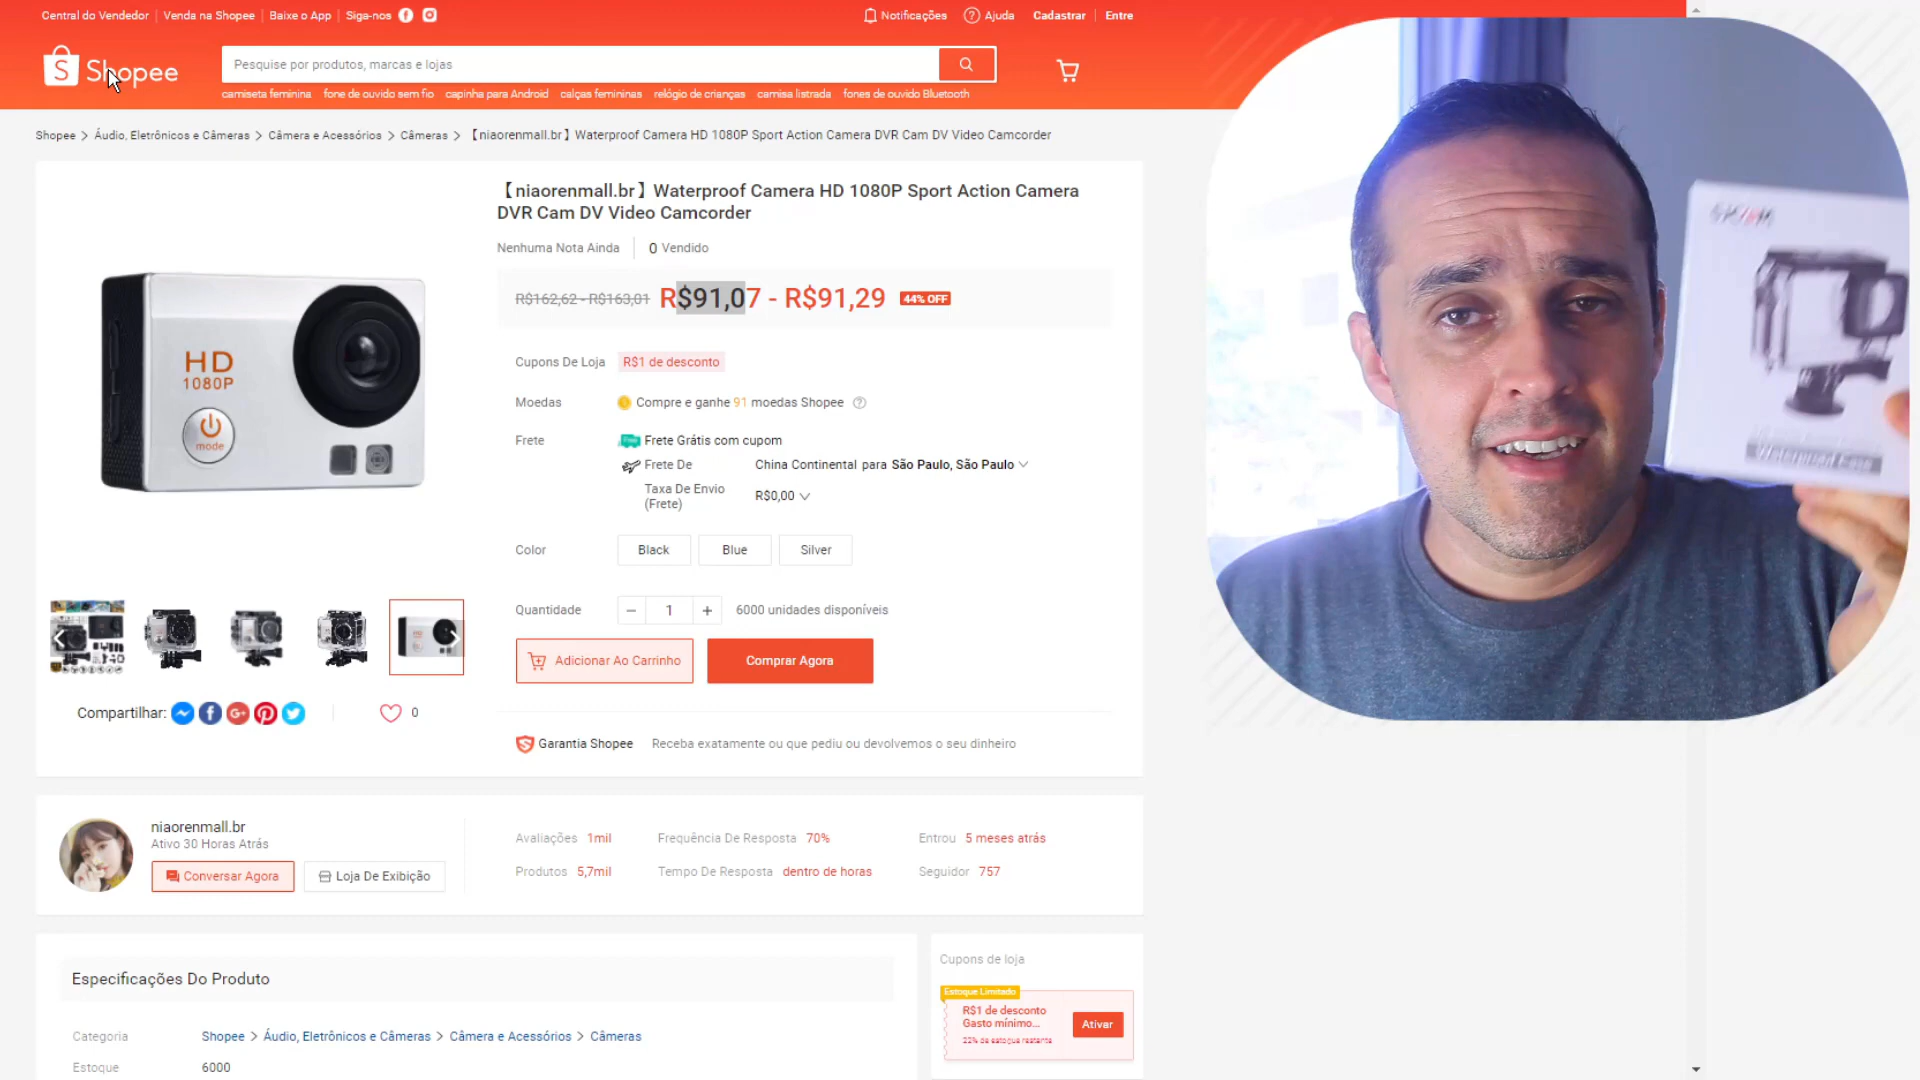 Central do Vendedor
Venda na Shopee
Baixe o App
Siga-nos
Notificações
Ajuda
Cadastrar
Entre
Shopee
Pesquise por produtos, marcas e lojas
camiseta feminina fone de ouvido sem fio capinha para Android calças femininas relógio de crianças camisa listrada fones de ouvido Bluetooth
Shopee > Áudio, Eletrônicos e Câmeras > Câmera e Acessórios > Câmeras > 【niaorenmall.br】Waterproof Camera HD 1080P Sport Action Camera DVR Cam DV Video Camcorder
【niaorenmall.br】Waterproof Camera HD 1080P Sport Action Camera
DVR Cam DV Video Camcorder
Nenhuma Nota Ainda
0 Vendido
R$162,62 - R$163,01
R$91,07 - R$91,29
44% OFF
HD
1080P
mode
Cupons De Loja
R$1 de desconto
Moedas
Compre e ganhe 91 moedas Shopee
Frete
Frete Grátis com cupom
Frete De
China Continental para São Paulo, São Paulo
Taxa De Envio
(Frete)
R$0,00
Color
Black
Blue
Silver
Quantidade
− 1 +
6000 unidades disponíveis
Adicionar Ao Carrinho
Comprar Agora
Compartilhar:
0
Garantia Shopee
Receba exatamente ou que pediu ou devolvemos o seu dinheiro
niaorenmall.br
Ativo 30 Horas Atrás
Conversar Agora
Loja De Exibição
Avaliações 1mil
Frequência De Resposta 70%
Entrou 5 meses atrás
Produtos 5,7mil
Tempo De Resposta dentro de horas
Seguidor 757
Especificações Do Produto
Categoria
Shopee > Áudio, Eletrônicos e Câmeras > Câmera e Acessórios > Câmeras
Estoque
6000
Cupons de loja
Estoque Limitado
R$1 de desconto
Gasto mínimo...
22% de estoque restante
Ativar
SJCAM
Waterproof Case